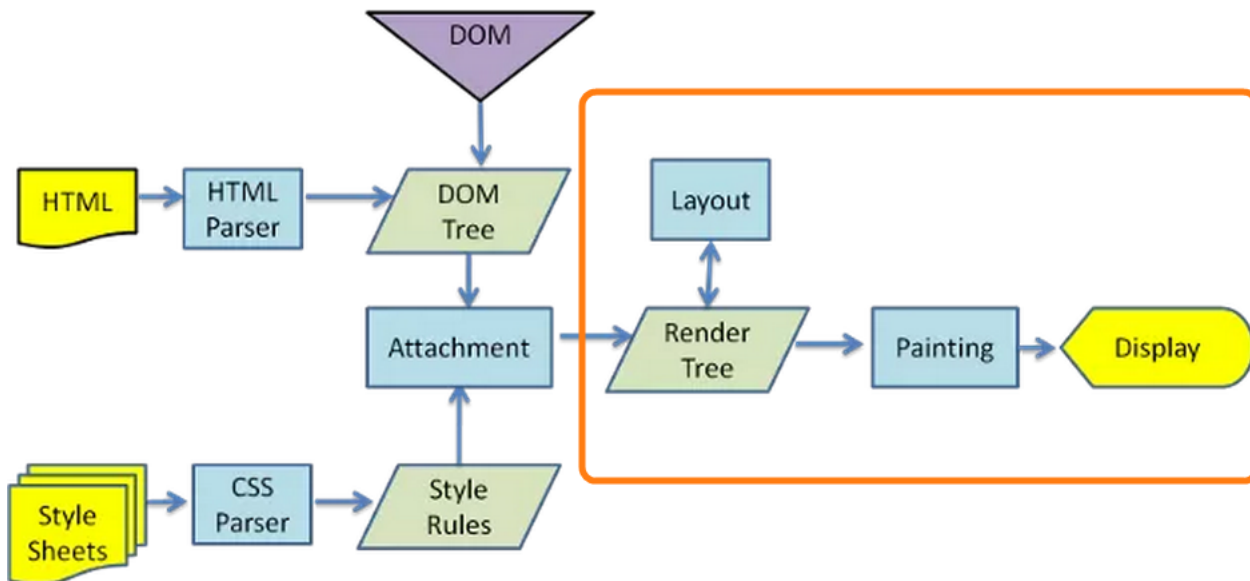 DOM
HTML
HTML
Parser
DOM
Tree
Layout
Attachment
Render
Tree
Painting
Display
Style
Sheets
CSS
Parser
Style
Rules